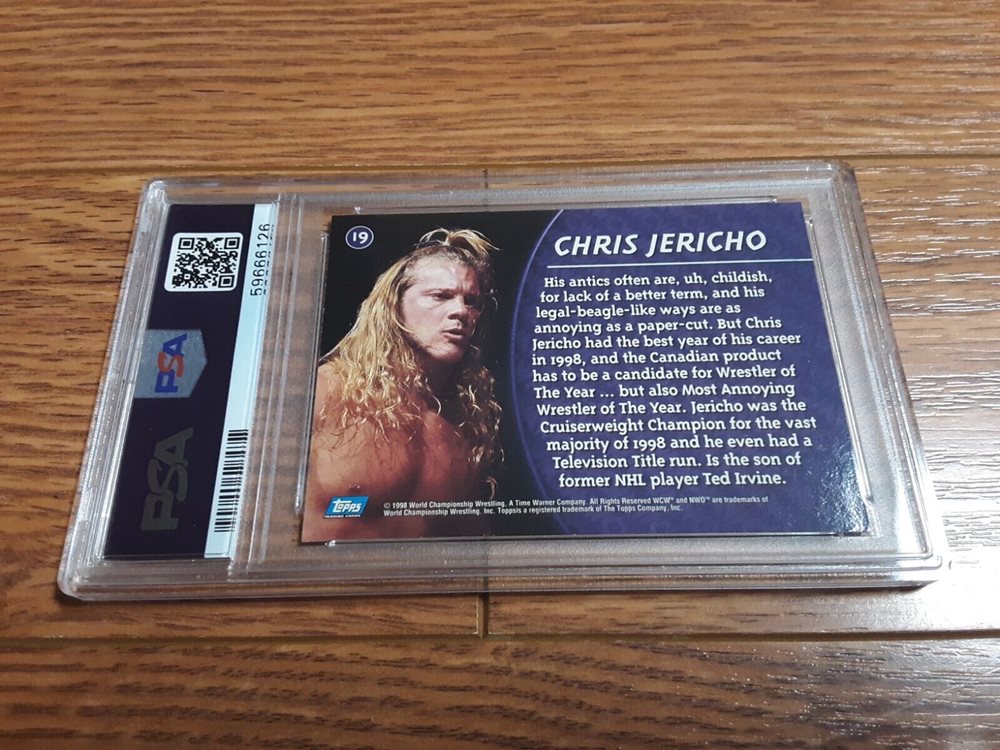 59666126
PSA
PSA
19
CHRIS JERICHO
His antics often are, uh, childish,
for lack of a better term, and his
legal-beagle-like ways are as
annoying as a paper-cut. But Chris
Jericho had the best year of his career
in 1998, and the Canadian product
has to be a candidate for Wrestler of
The Year ... but also Most Annoying
Wrestler of The Year. Jericho was the
Cruiserweight Champion for the vast
majority of 1998 and he even had a
Television Title run. Is the son of
former NHL player Ted Irvine.
Topps
TRADING CARDS
© 1998 World Championship Wrestling. A Time Warner Company. All Rights Reserved WCW™ and NWO™ are trademarks of
World Championship Wrestling, Inc. Toppsis a registered trademark of The Topps Company, Inc.